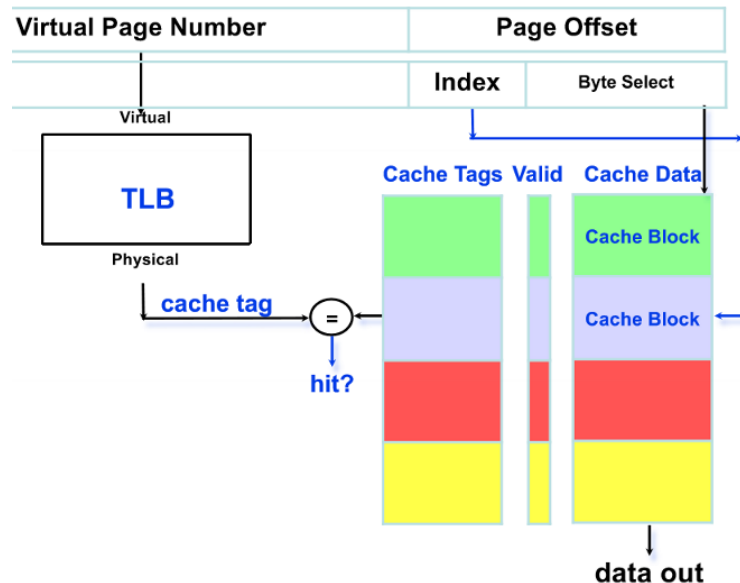 Virtual Page Number Page Offset
Index Byte Select
Virtual
TLB
Physical
Cache Tags Valid Cache Data
Cache Block
cache tag = Cache Block
hit?
data out